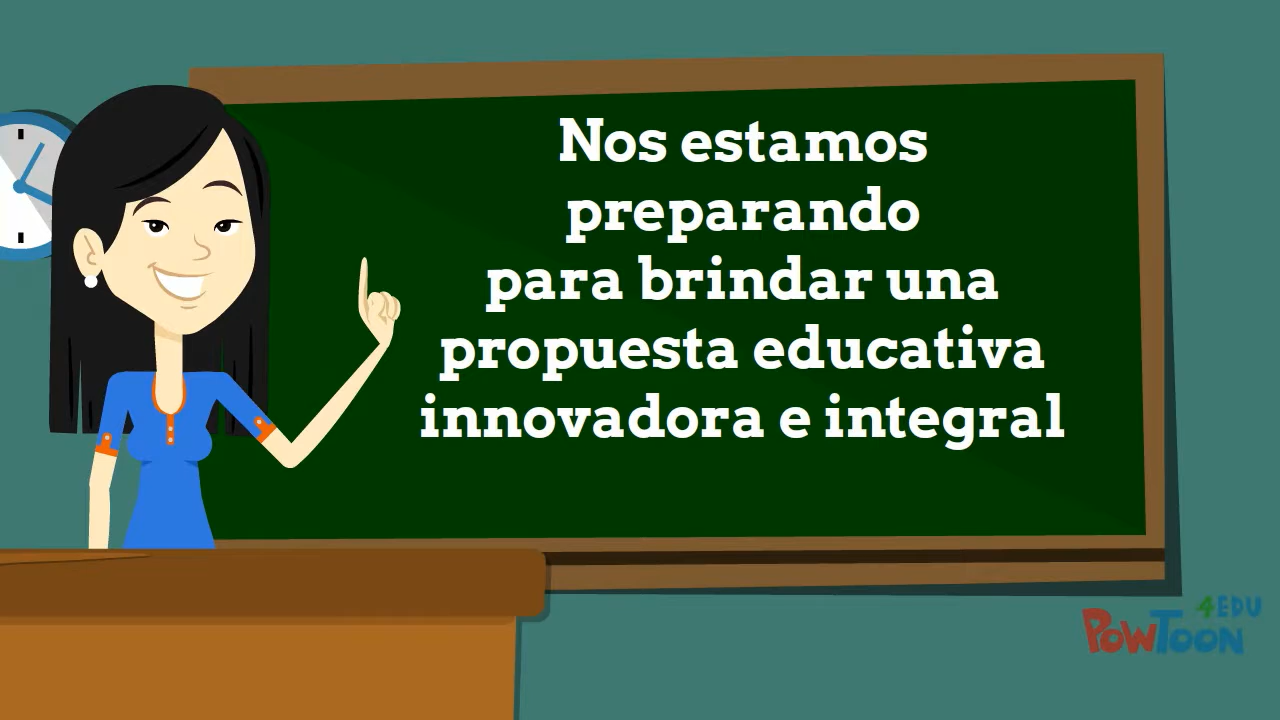 Nos estamos
preparando
para brindar una
propuesta educativa
innovadora e integral
4EDU
PowToon